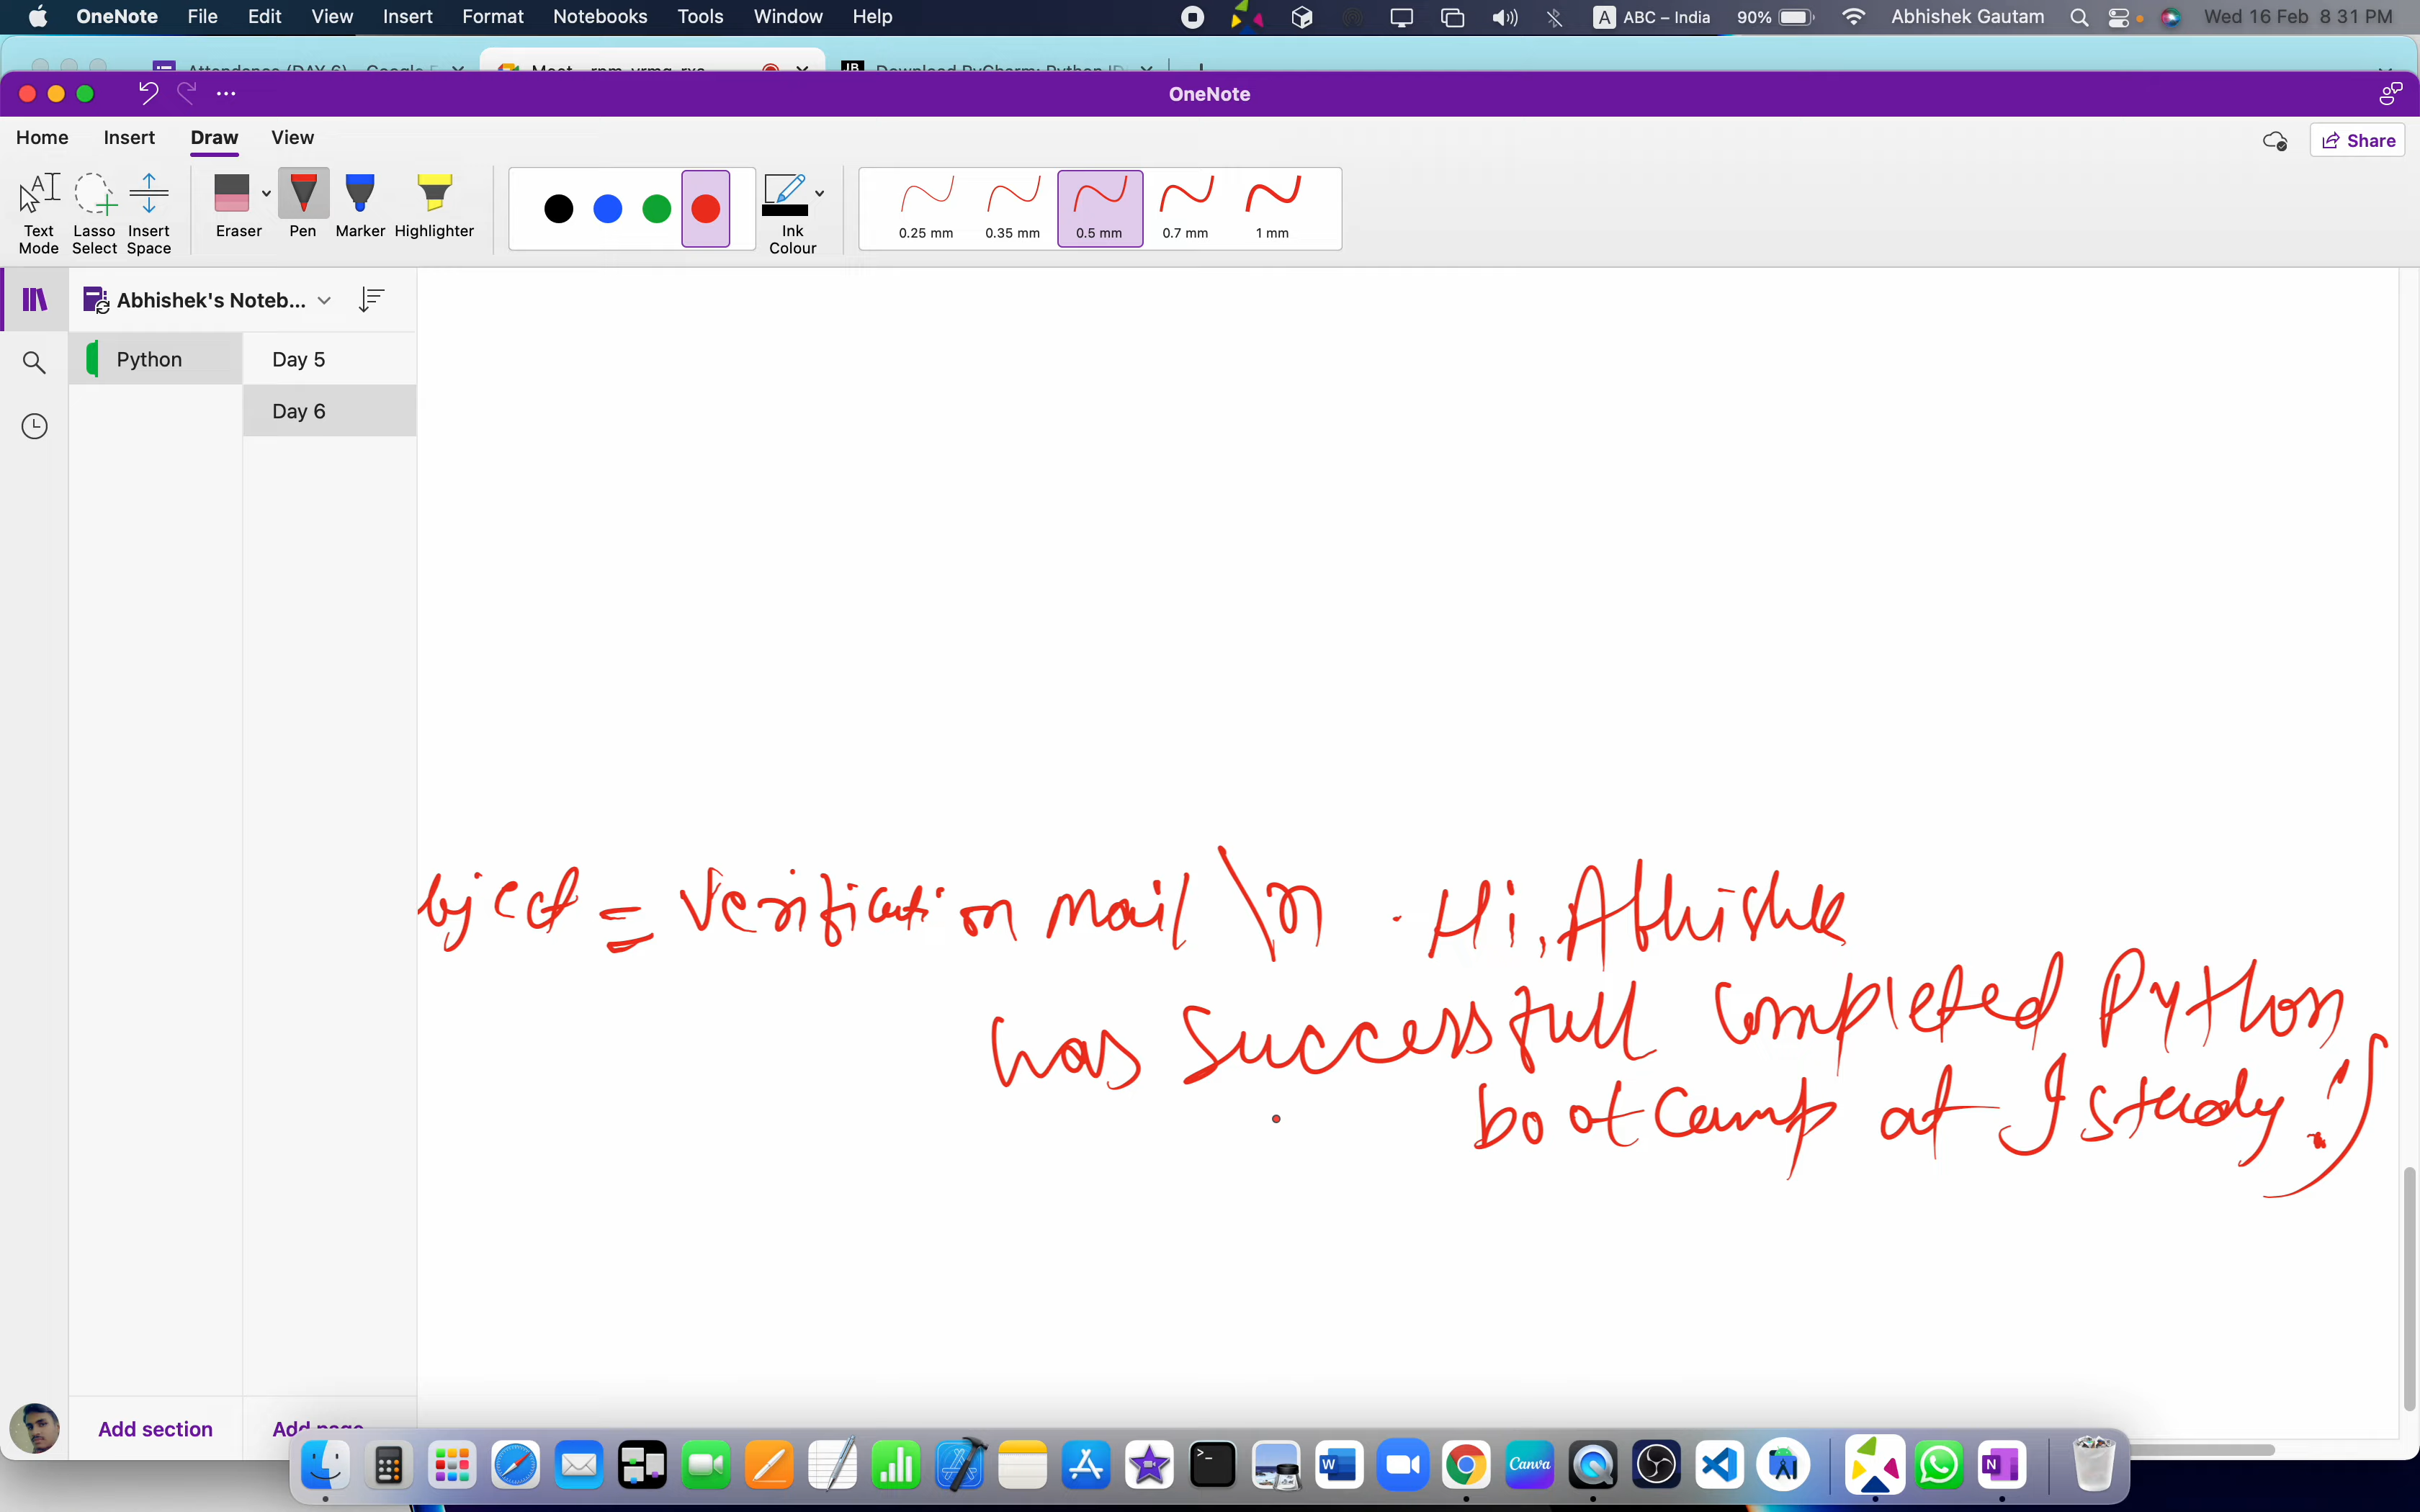 OneNote File Edit View Insert Format Notebooks Tools Window Help A ABC – India 90% Abhishek Gautam Wed 16 Feb 8 31 PM
OneNote
Home Insert Draw View Share
Text Mode Lasso Select Insert Space Eraser Pen Marker Highlighter Ink Colour 0.25 mm 0.35 mm 0.5 mm 0.7 mm 1 mm
Abhishek's Noteb...
Python Day 5
Day 6
bject = Verification mail \n Hi, Abhishek
has Successfull Completed Python
bootcamp at Istudy.')
Add section
Canva